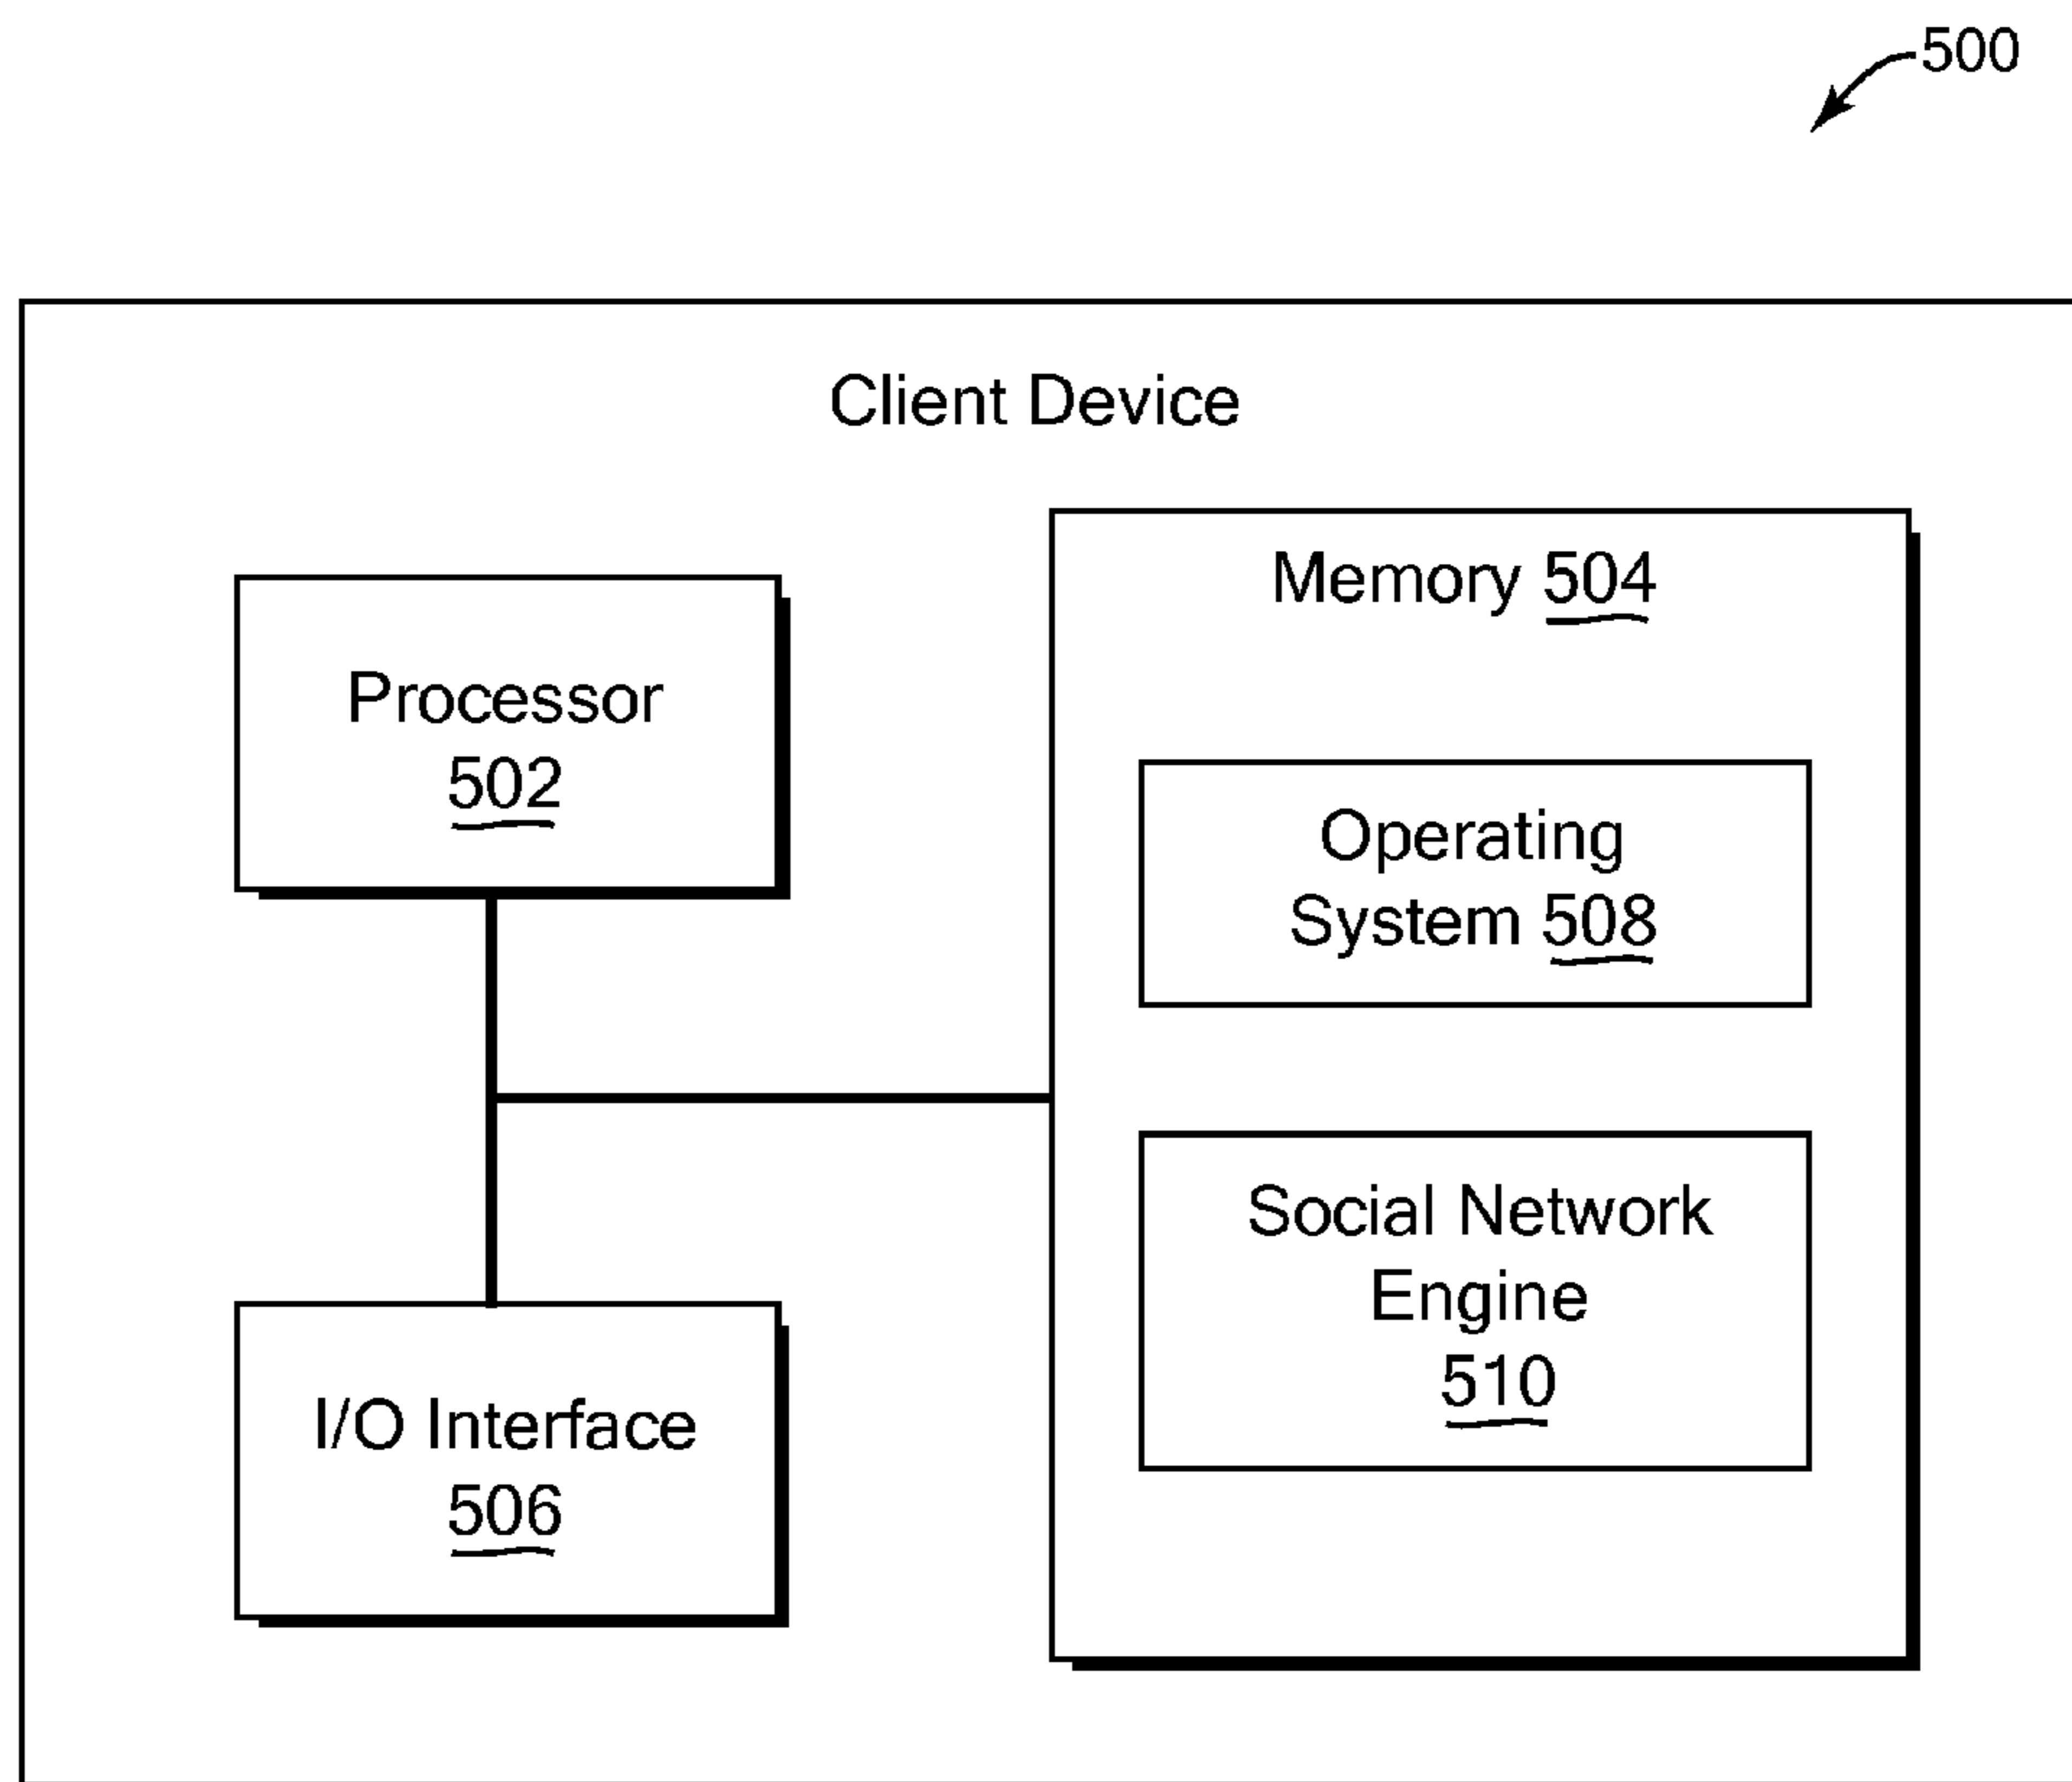 500
Client Device
Processor
502
Memory 504
Operating
System 508
Social Network
Engine
510
I/O Interface
506